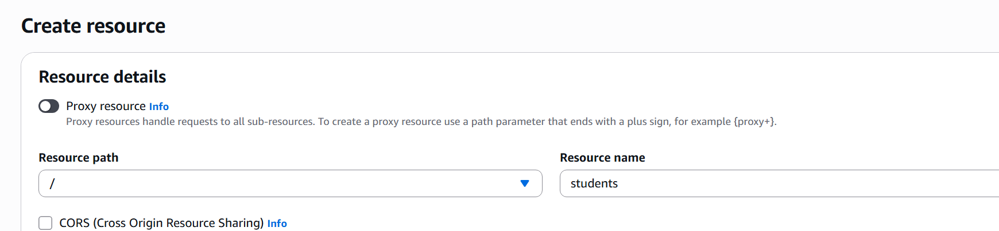 Create resource
Resource details
Proxy resource Info
Proxy resources handle requests to all sub-resources. To create a proxy resource use a path parameter that ends with a plus sign, for example {proxy+}.
Resource path
Resource name
/
students
CORS (Cross Origin Resource Sharing) Info